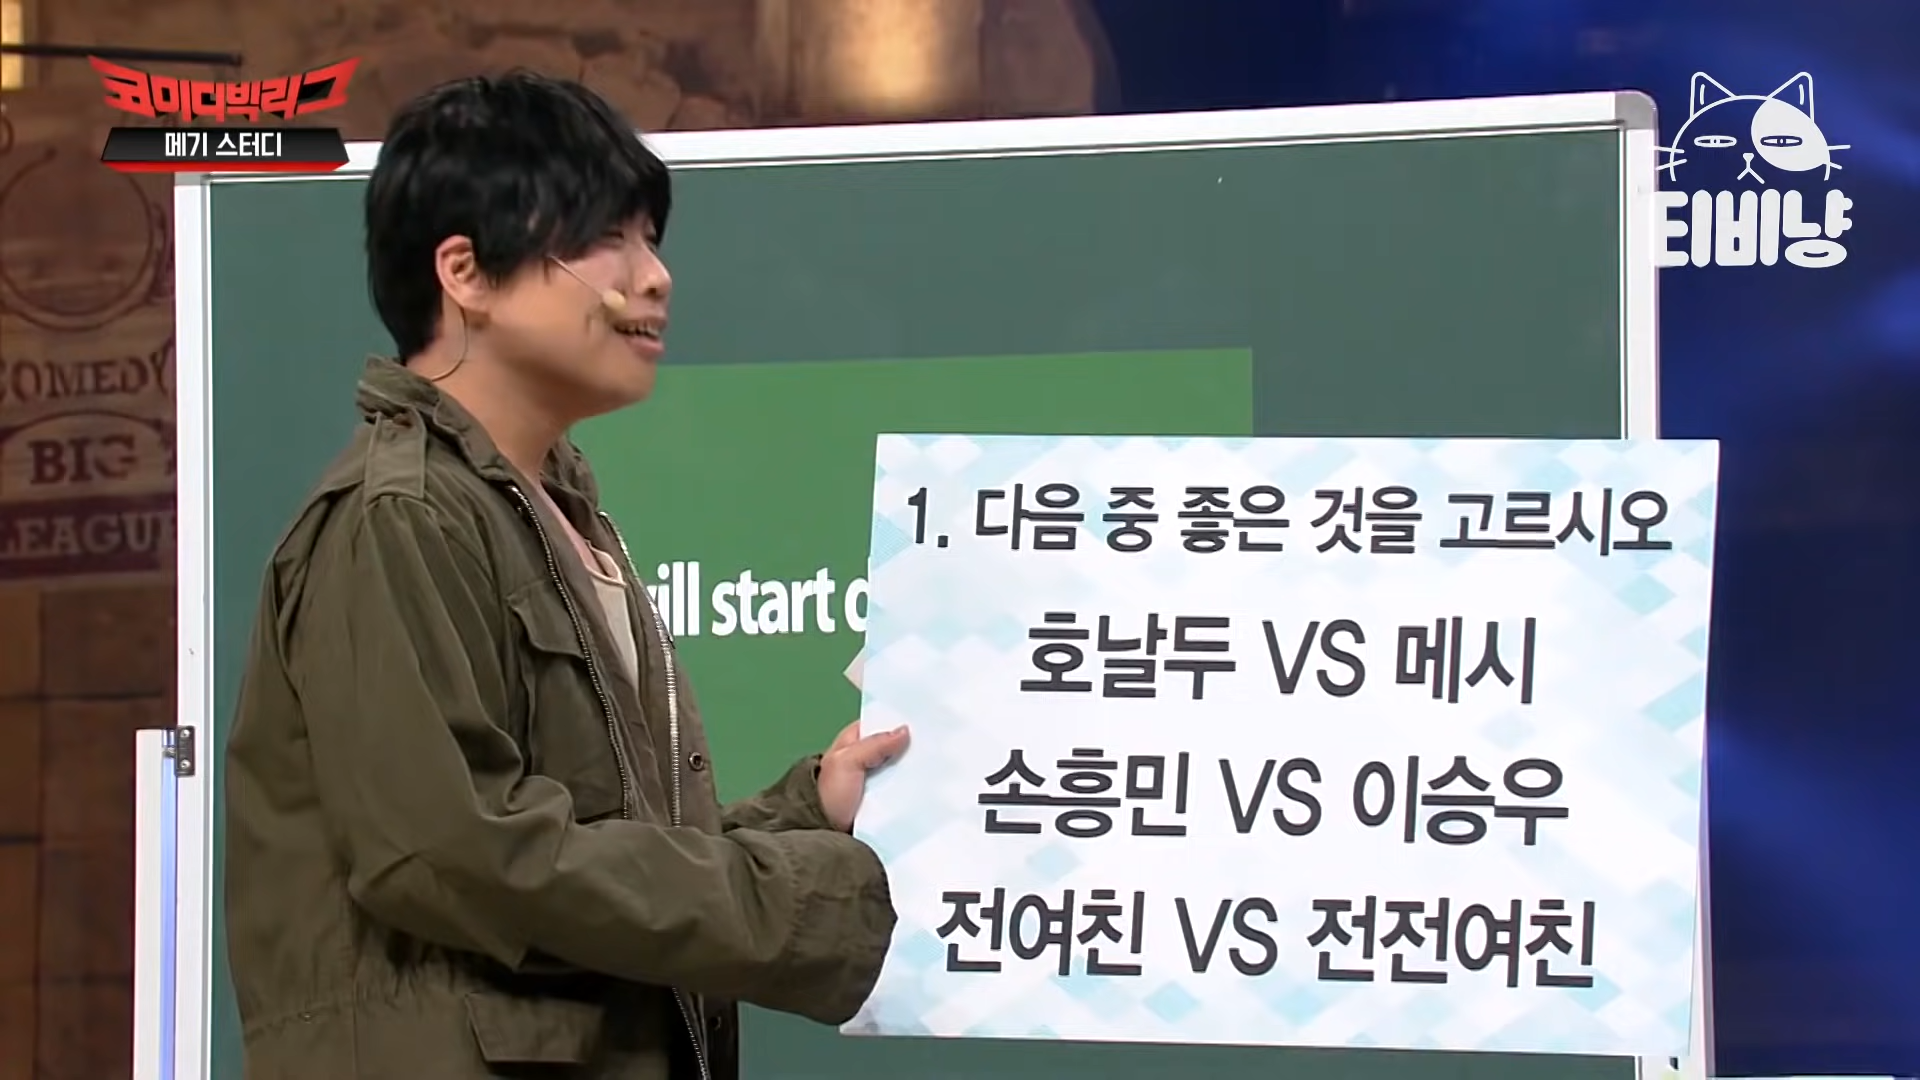 코미디빅리그
메기 스터디
티비냥
COMEDY
BIG
LEAGUE
will start
1. 다음 중 좋은 것을 고르시오
호날두 VS 메시
손흥민 VS 이승우
전여친 VS 전전여친